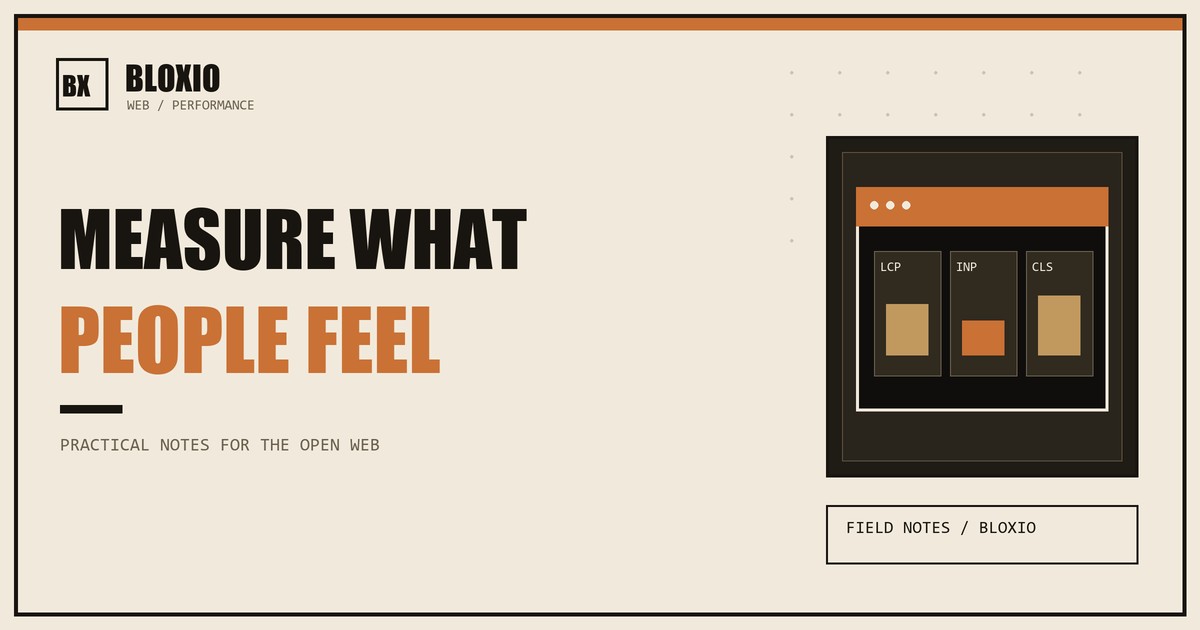 BX
BLOXIO
WEB / PERFORMANCE
MEASURE WHAT
PEOPLE FEEL
PRACTICAL NOTES FOR THE OPEN WEB
LCP
INP
CLS
FIELD NOTES / BLOXIO